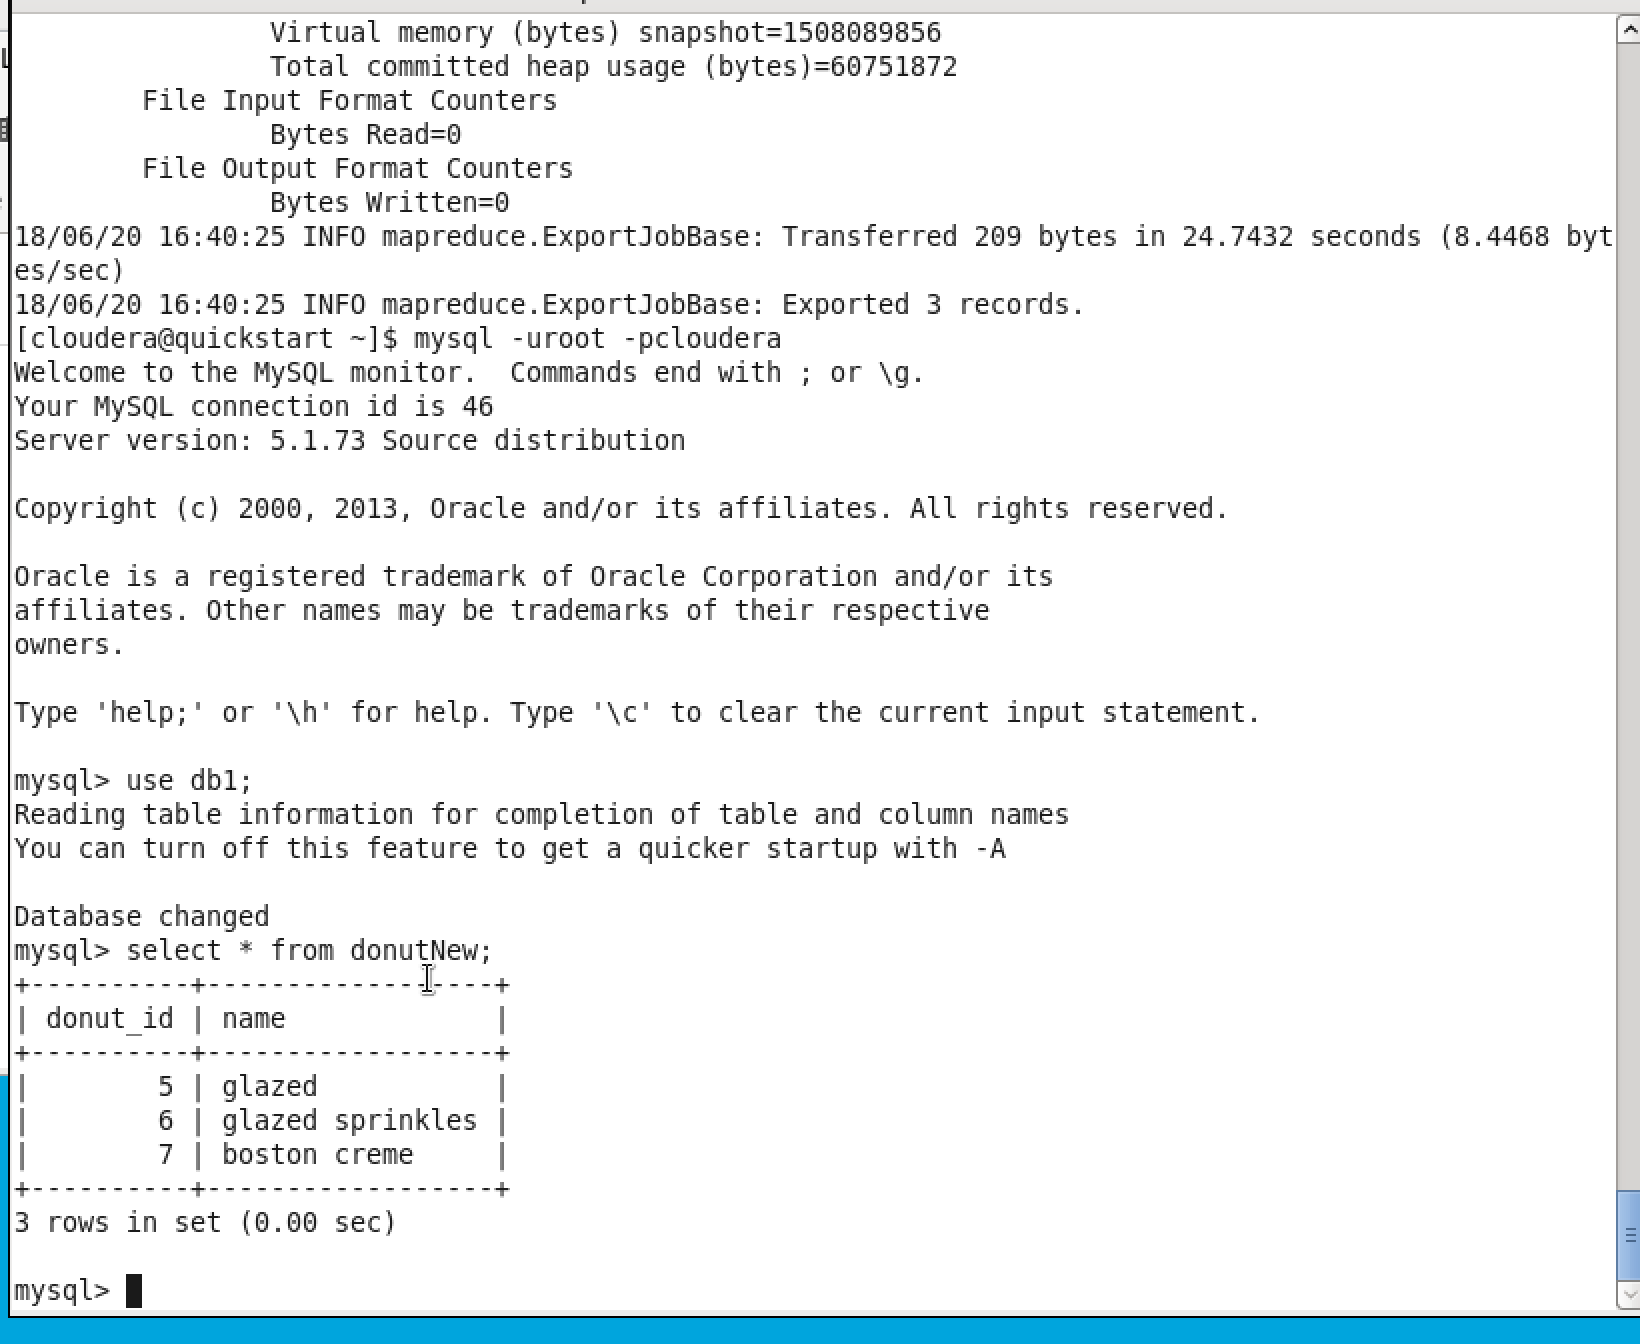 Virtual memory (bytes) snapshot=1508089856
Total committed heap usage (bytes)=60751872
File Input Format Counters
Bytes Read=0
File Output Format Counters
Bytes Written=0
18/06/20 16:40:25 INFO mapreduce.ExportJobBase: Transferred 209 bytes in 24.7432 seconds (8.4468 byt
es/sec)
18/06/20 16:40:25 INFO mapreduce.ExportJobBase: Exported 3 records.
[cloudera@quickstart ~]$ mysql -uroot -pcloudera
Welcome to the MySQL monitor.  Commands end with ; or \g.
Your MySQL connection id is 46
Server version: 5.1.73 Source distribution

Copyright (c) 2000, 2013, Oracle and/or its affiliates. All rights reserved.

Oracle is a registered trademark of Oracle Corporation and/or its
affiliates. Other names may be trademarks of their respective
owners.

Type 'help;' or '\h' for help. Type '\c' to clear the current input statement.

mysql> use db1;
Reading table information for completion of table and column names
You can turn off this feature to get a quicker startup with -A

Database changed
mysql> select * from donutNew;
+----------+------------------+
| donut_id | name             |
+----------+------------------+
|        5 | glazed           |
|        6 | glazed sprinkles |
|        7 | boston creme     |
+----------+------------------+
3 rows in set (0.00 sec)

mysql>